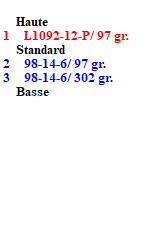 Haute
1 L1092-12-P/ 97 gr.
Standard
2 98-14-6/ 97 gr.
3 98-14-6/ 302 gr.
Basse